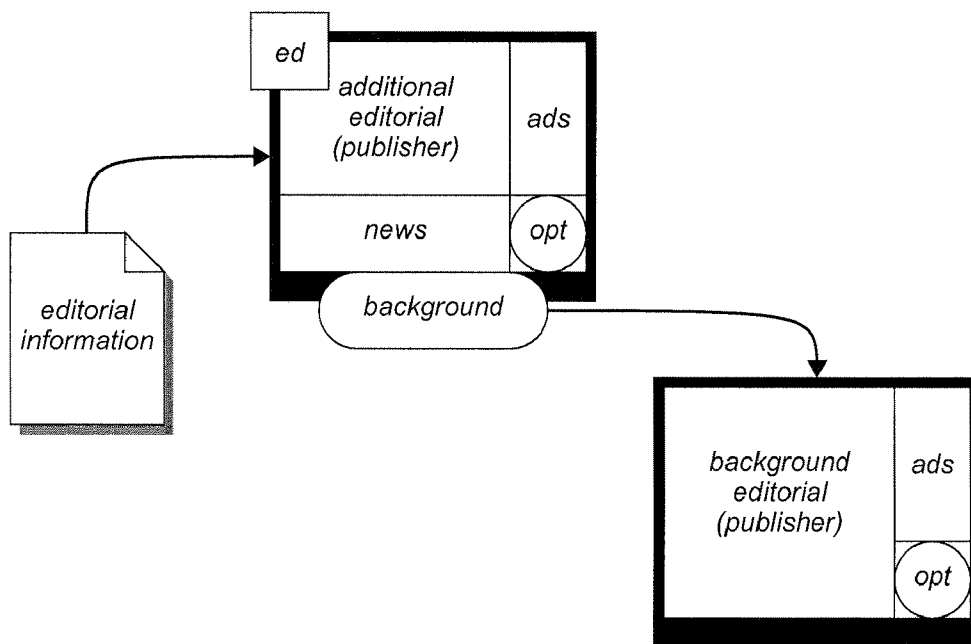 ed
additional
editorial
(publisher)
ads
news
opt
background
editorial
information
background
editorial
(publisher)
ads
opt